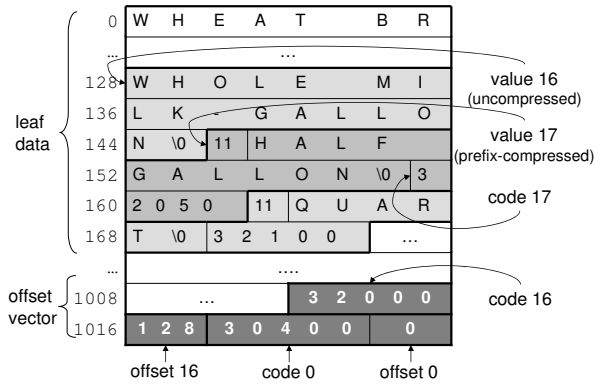 0 W H E A T B R
... ...
128 W H O L E M I
value 16
(uncompressed)
136 L K - G A L L O
leaf
data
144 N \0 11 H A L F
value 17
(prefix-compressed)
152 G A L L O N \0 3
code 17
160 2 0 5 0 11 Q U A R
168 T \0 3 2 1 0 0 ...
... ....
offset
vector
1008 ... 3 2 0 0 0
code 16
1016 1 2 8 3 0 4 0 0 0
offset 16 code 0 offset 0